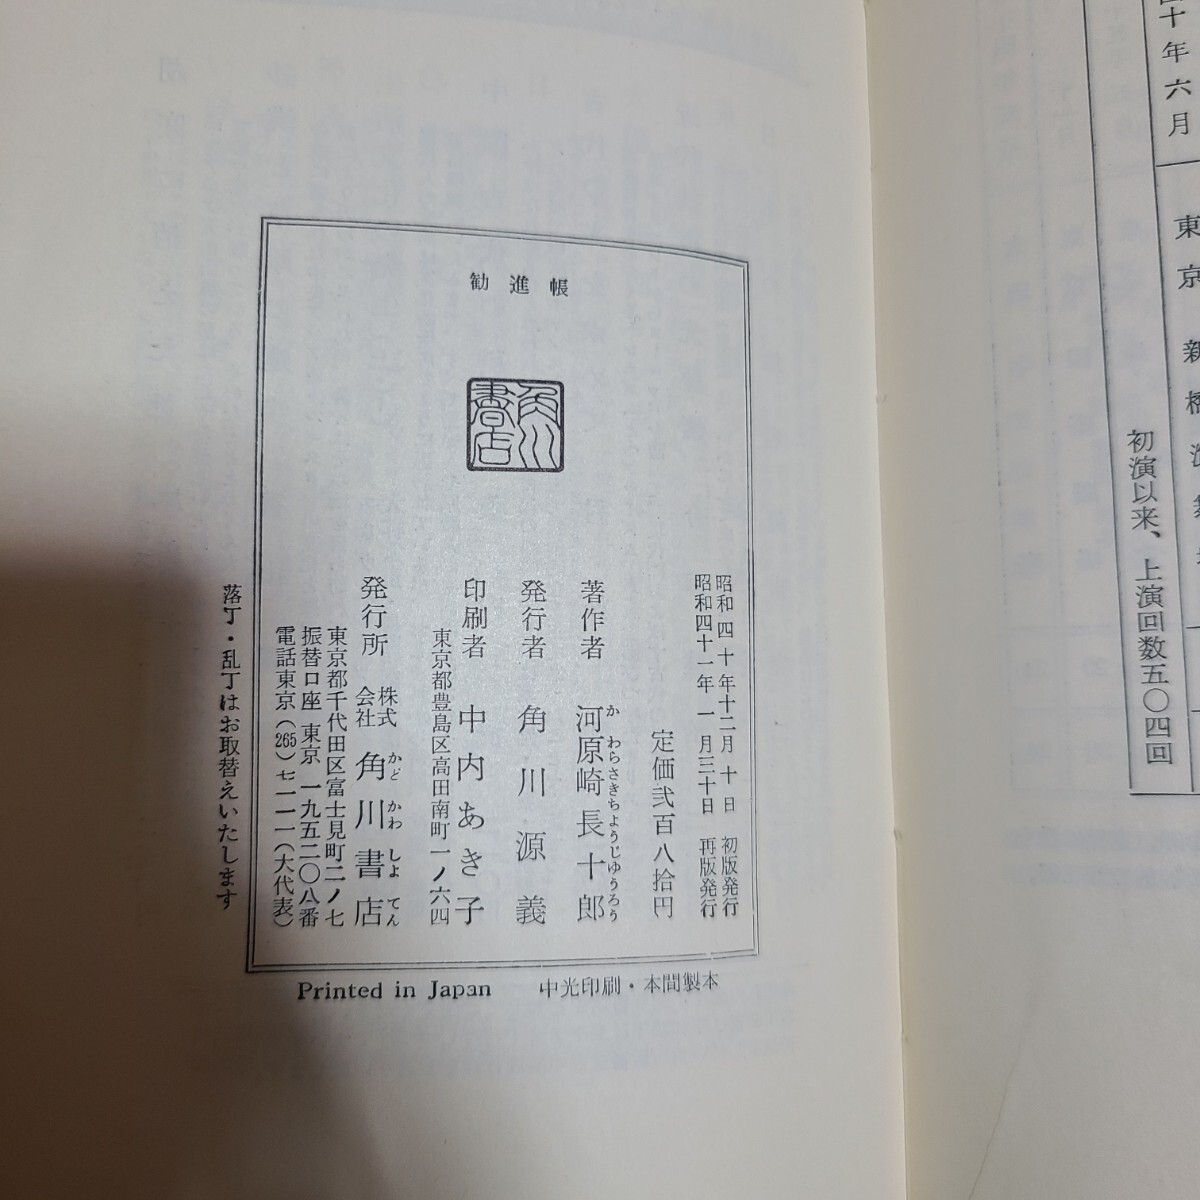 十年六月
東京
初演以来、上演回数五〇四回
勧進帳
角川書店
昭和四十年十二月十日 初版発行
昭和四十一年一月三十日 再版発行
定価弐百八拾円
著作者 河原崎長十郎
かわらさきちようじゆうろう
発行者 角川源義
印刷者 中内あき子
東京都豊島区高田南町一ノ六四
発行所 株式会社 角川書店
かどかわしよてん
東京都千代田区富士見町二ノ七
振替口座 東京 一九五二〇八番
電話東京(265)七一一一(大代表)
落丁・乱丁はお取替えいたします
Printed in Japan 中光印刷・本間製本